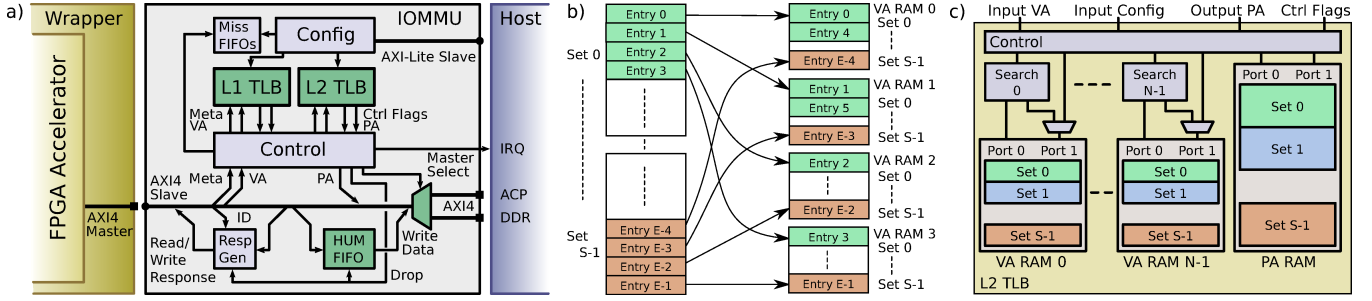 a)
Wrapper
FPGA Accelerator
AXI4
Master
IOMMU
Miss
FIFOs
Config
AXI-Lite Slave
L1 TLB
L2 TLB
Meta
VA
Ctrl Flags
PA
Control
IRQ
Master
Select
Meta
VA
PA
AXI4
Slave
ACP
AXI4
DDR
ID
Read/
Write
Response
Resp
Gen
HUM
FIFO
Write
Data
Drop
Host
b)
Set 0
Entry 0
Entry 1
Entry 2
Entry 3
Set
S-1
Entry E-4
Entry E-3
Entry E-2
Entry E-1
Entry 0
Entry 4
Entry E-4
VA RAM 0
Set 0
Set S-1
Entry 1
Entry 5
Entry E-3
VA RAM 1
Set 0
Set S-1
Entry 2
Entry E-2
VA RAM 2
Set 0
Set S-1
Entry 3
Entry E-1
VA RAM 3
Set 0
Set S-1
c)
Input VA
Input Config
Output PA
Ctrl Flags
Control
Search
0
Search
N-1
Port 0
Port 1
Set 0
Set 1
Set S-1
VA RAM 0
Port 0
Port 1
Set 0
Set 1
Set S-1
VA RAM N-1
Port 0
Port 1
Set 0
Set 1
Set S-1
PA RAM
L2 TLB